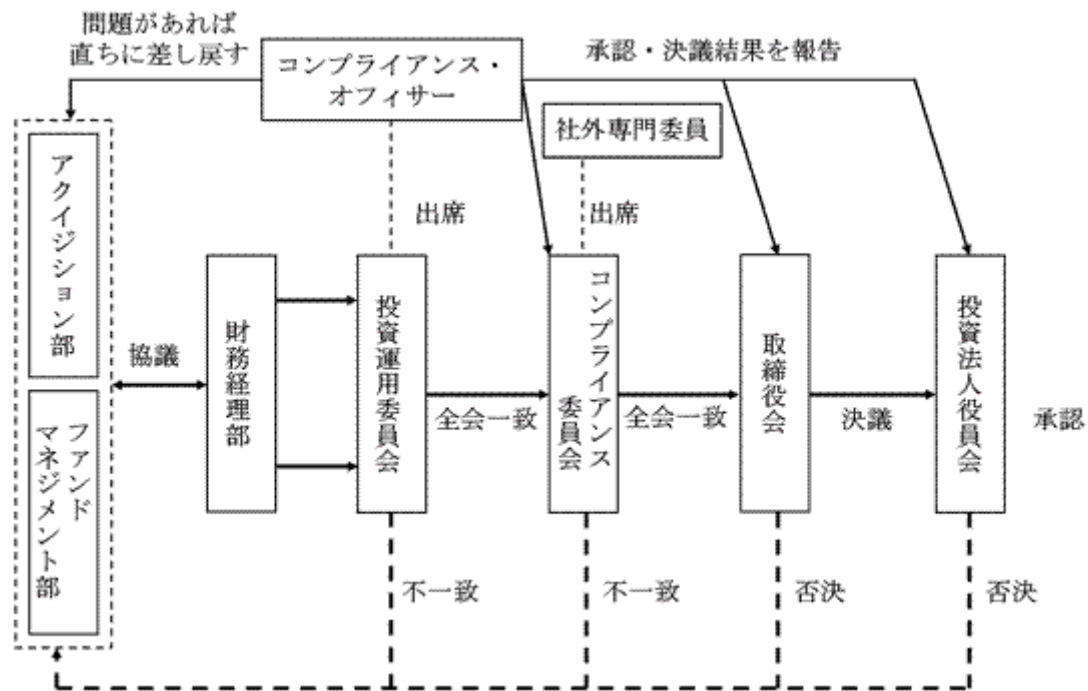 問題があれば
直ちに差し戻す
コンプライアンス・
オフィサー
承認・決議結果を報告
社外専門委員
出席
出席
アクイジション部
ファンド
マネジメント部
協議
財務経理部
投資運用委員会
全会一致
コンプライアンス
委員会
全会一致
取締役会
決議
投資法人役員会
承認
不一致
不一致
否決
否決